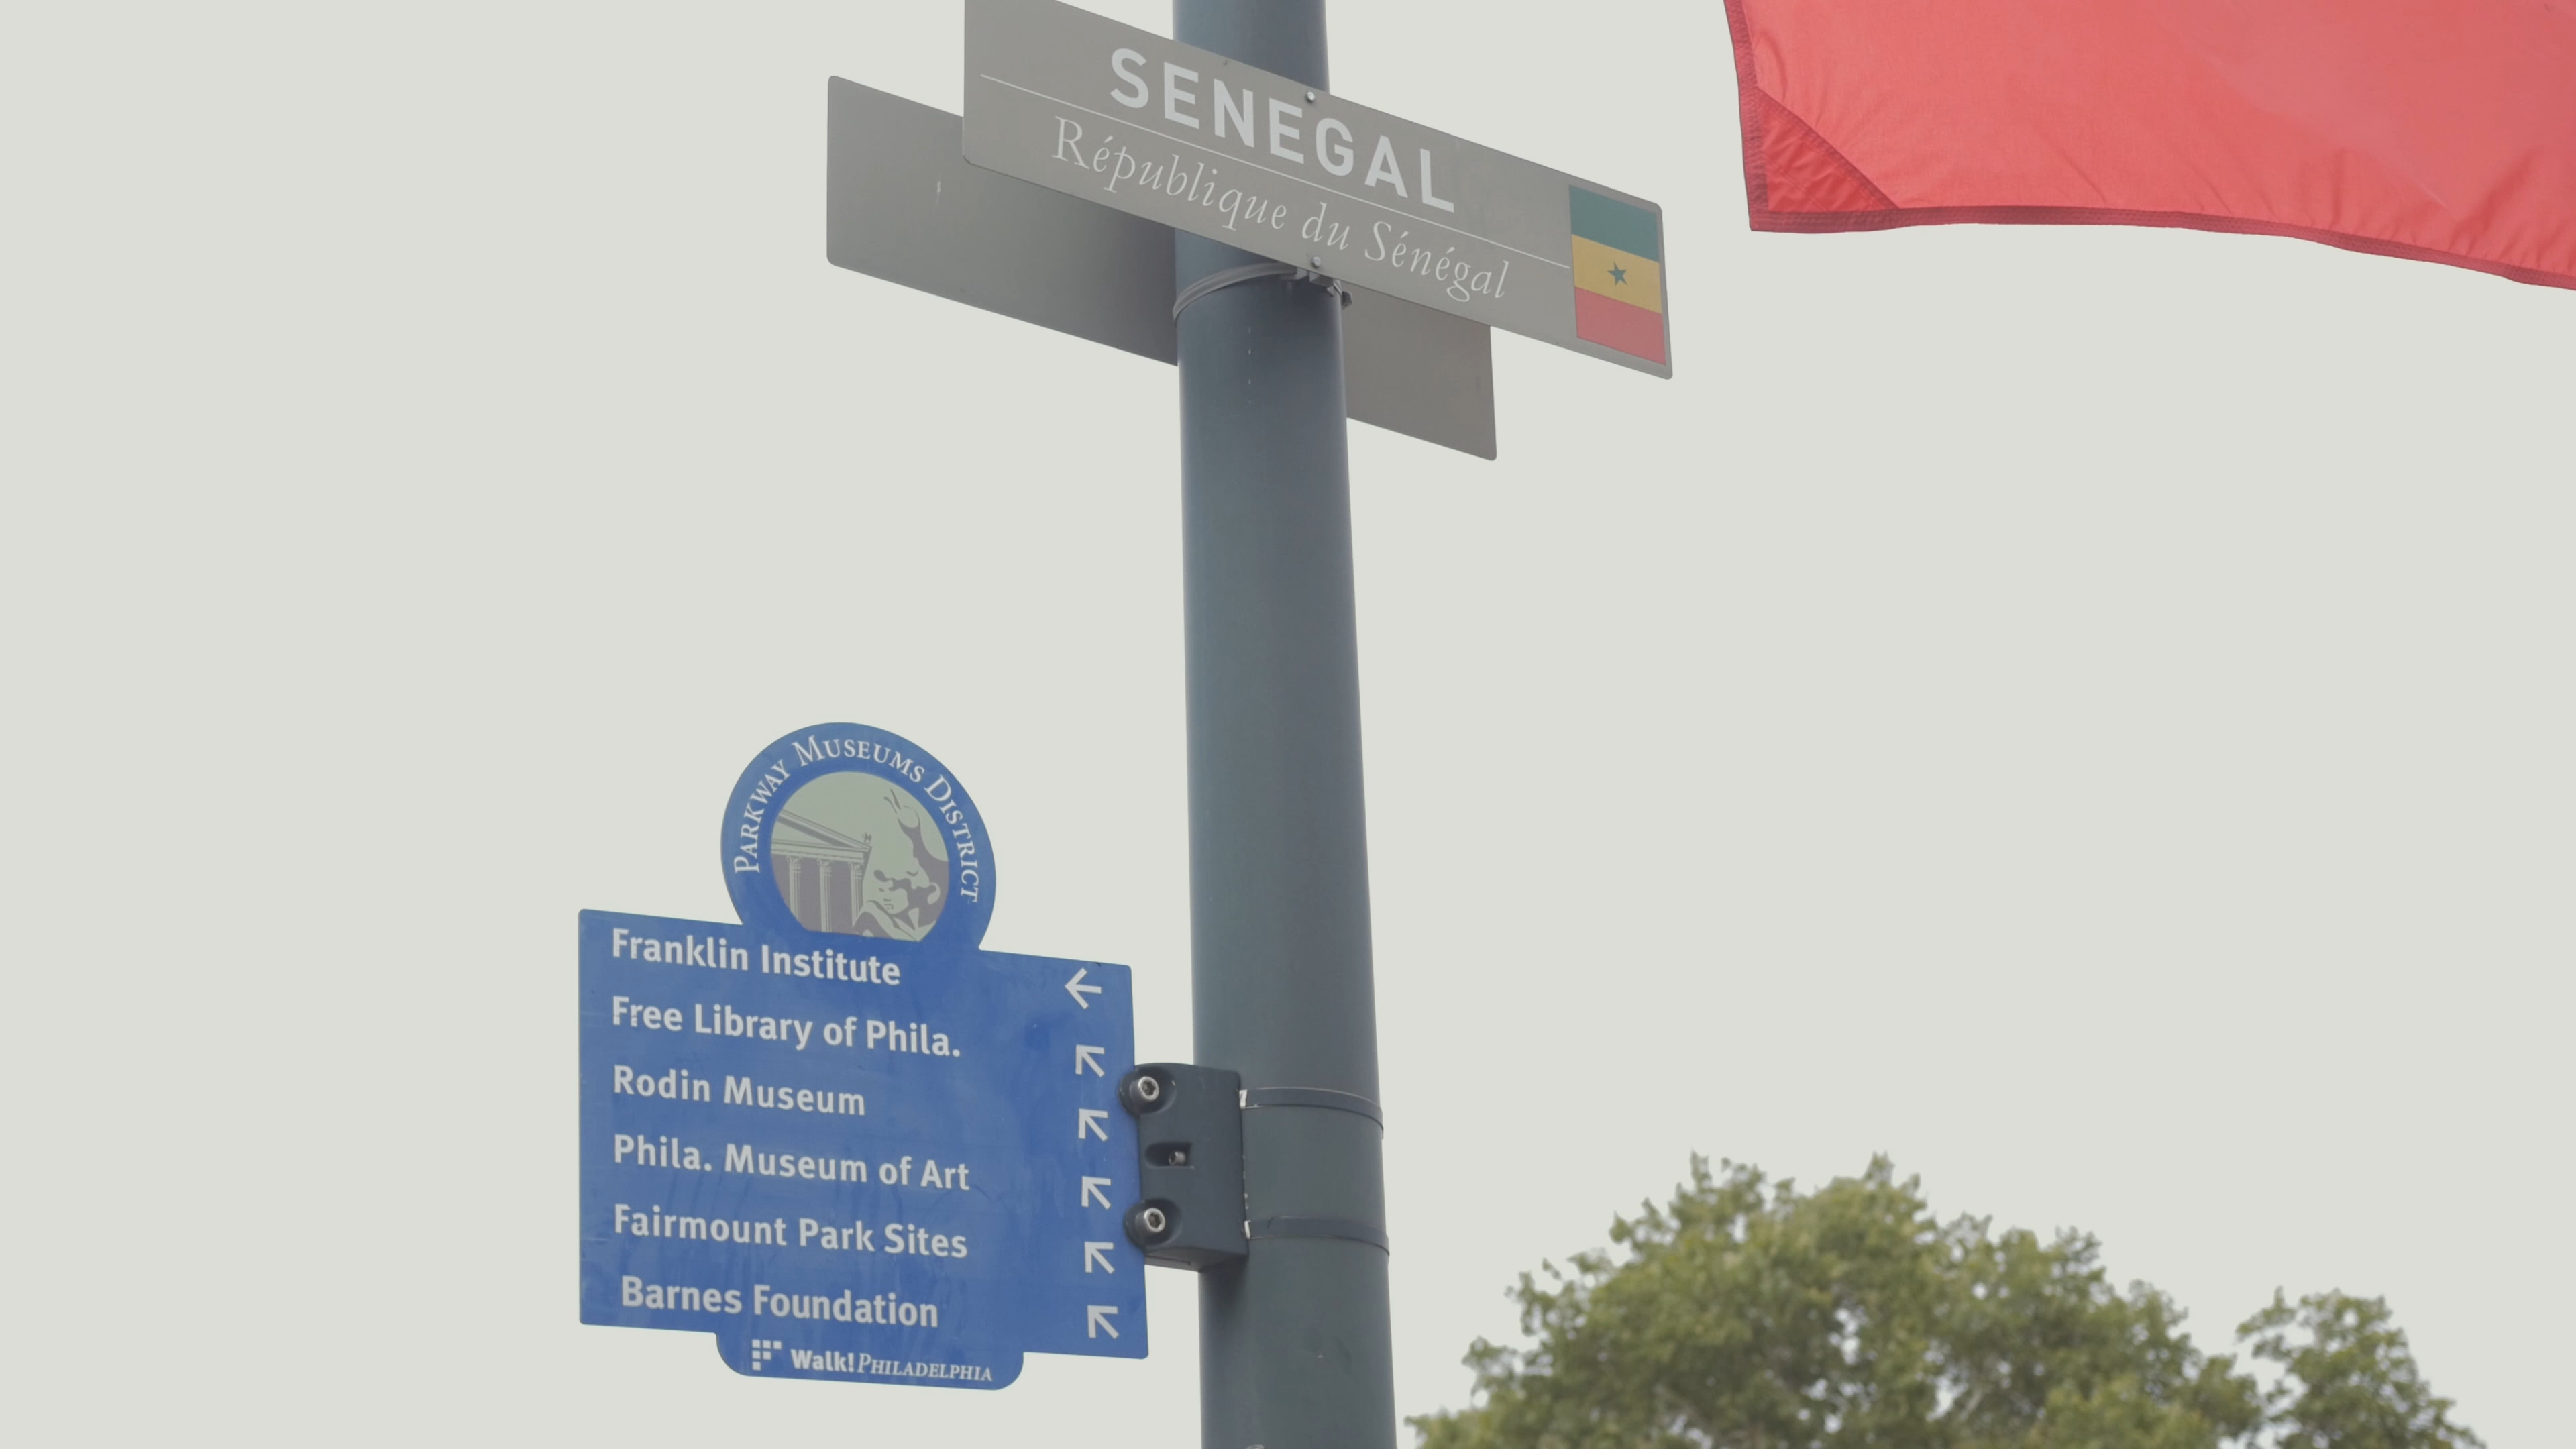 SENEGAL
République du Sénégal
PARKWAY MUSEUMS DISTRICT
Franklin Institute
Free Library of Phila.
Rodin Museum
Phila. Museum of Art
Fairmount Park Sites
Barnes Foundation
Walk! PHILADELPHIA